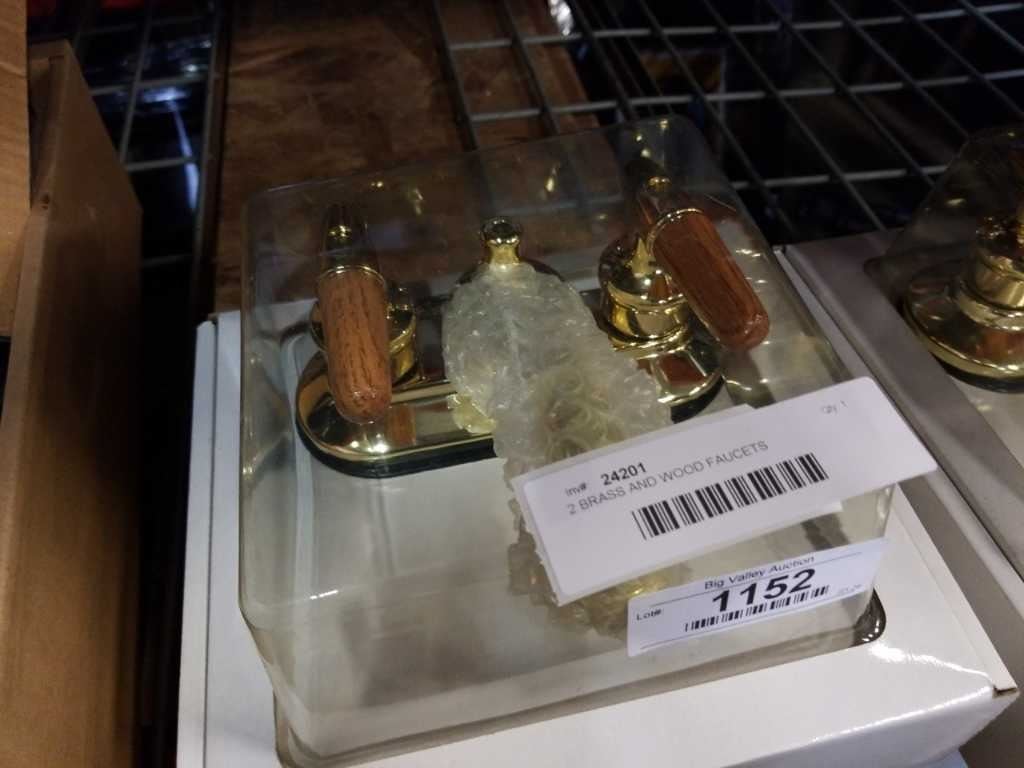 Qty 1
Inv# 24201
2 BRASS AND WOOD FAUCETS
Big Valley Auction
Lot#: 1152